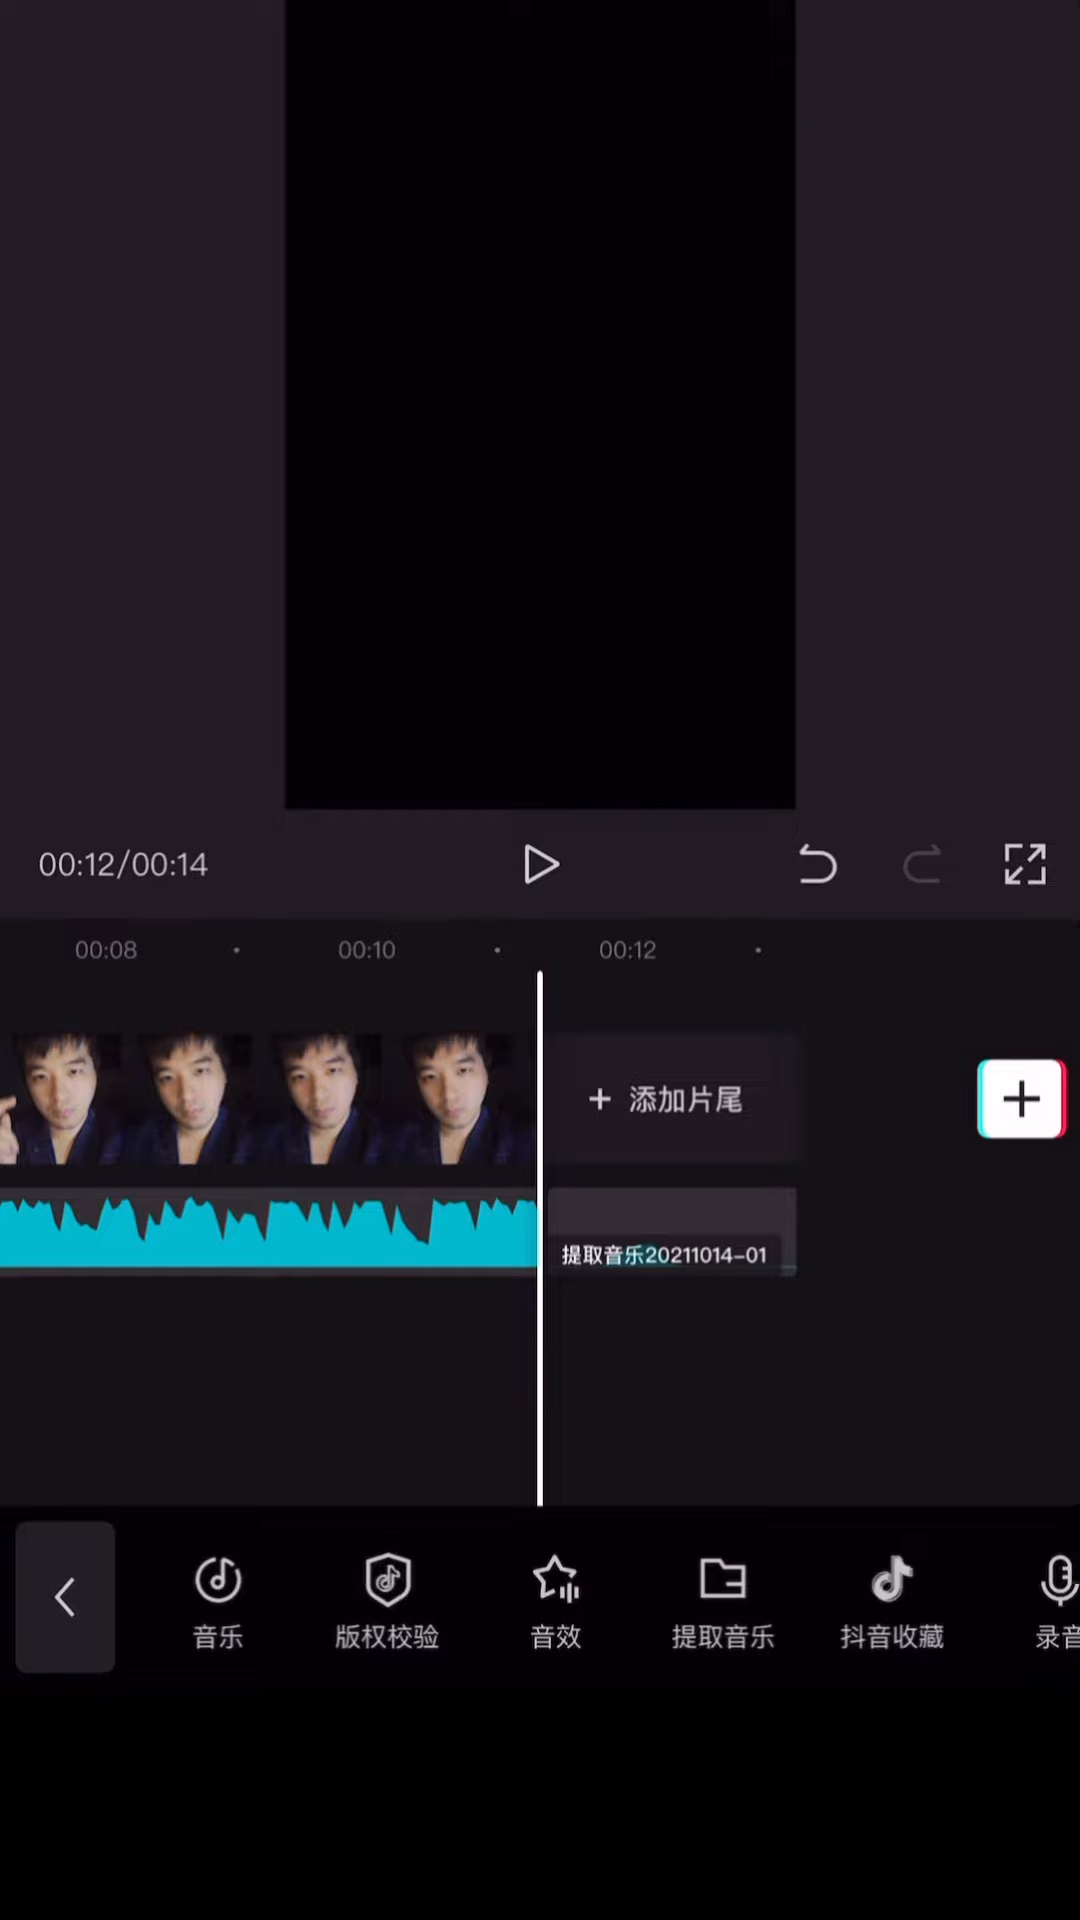 00:12/00:14
00:08
00:10
00:12
+ 添加片尾
提取音乐20211014-01
音乐
版权校验
音效
提取音乐
抖音收藏
录音